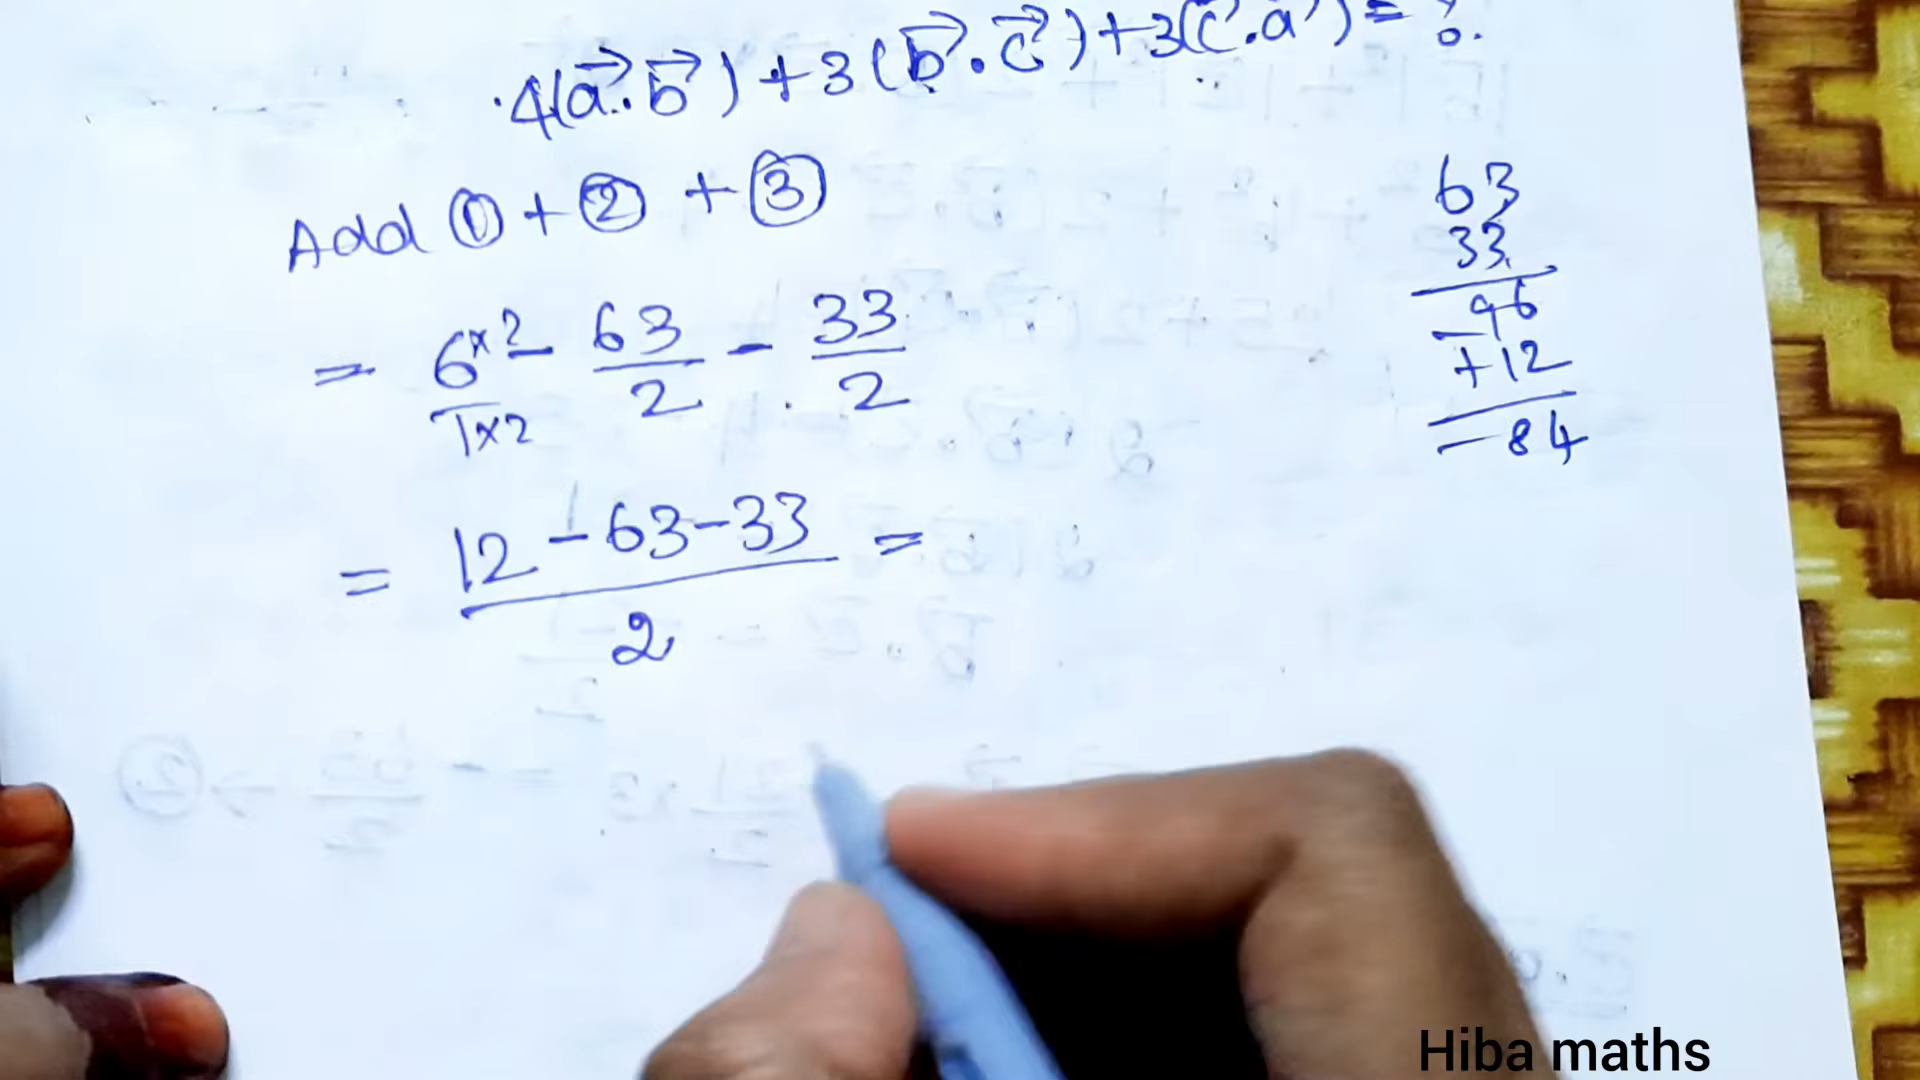 4(a⃗.b⃗)+3(b⃗.c⃗)+3(c⃗.a⃗)=?
Add ①+②+③
= 6×2/1×2 - 63/2 - 33/2
= 12-63-33/2 =
63
33
-96
+12
-84
Hiba maths